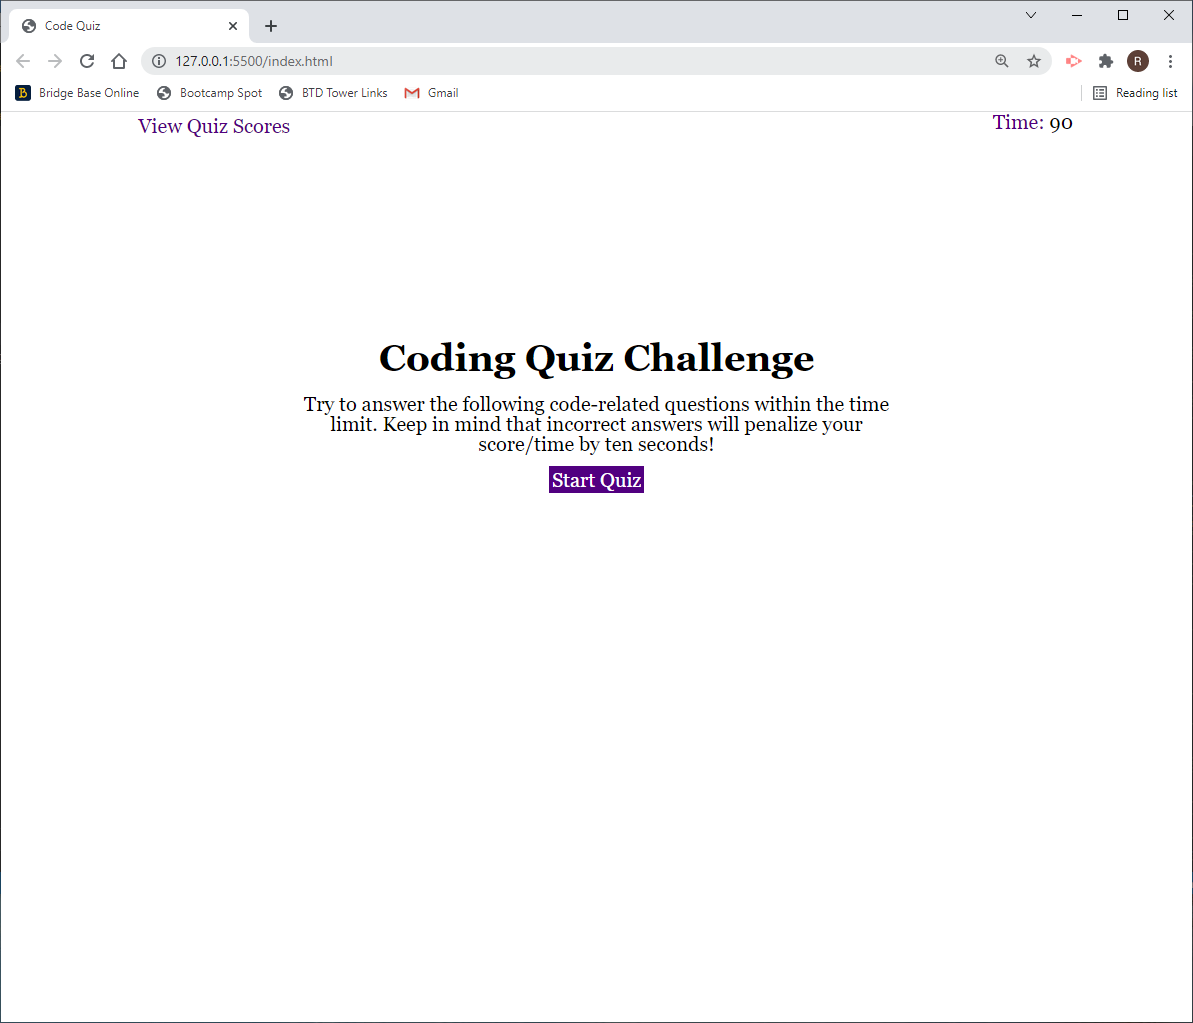 Code Quiz
127.0.0.1:5500/index.html
R
Bridge Base Online
Bootcamp Spot
BTD Tower Links
Gmail
Reading list
View Quiz Scores
Time: 90
Coding Quiz Challenge
Try to answer the following code-related questions within the time
limit. Keep in mind that incorrect answers will penalize your
score/time by ten seconds!
Start Quiz